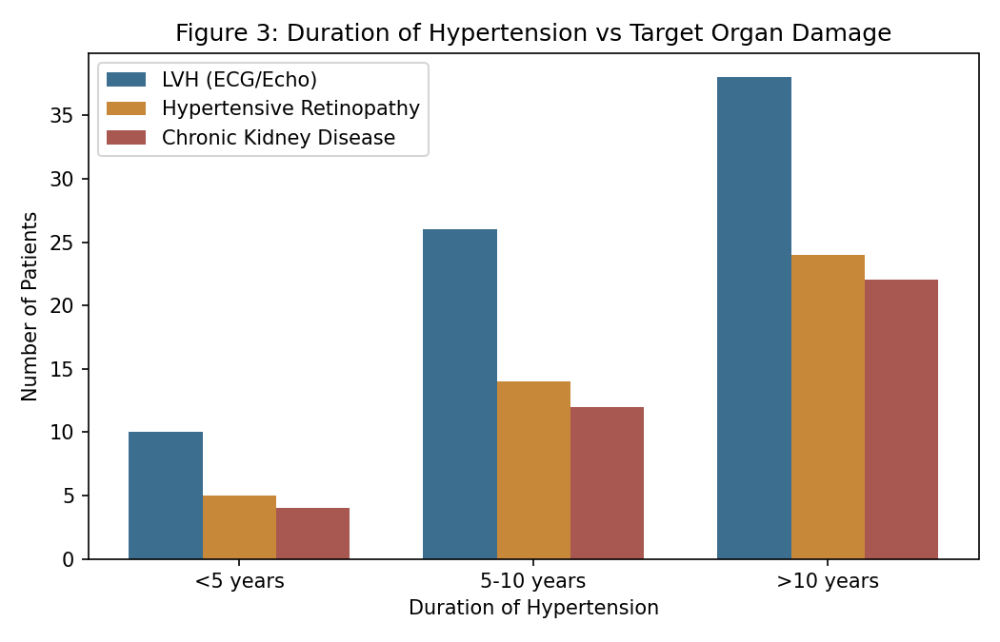 Figure 3: Duration of Hypertension vs Target Organ Damage
LVH (ECG/Echo)
Hypertensive Retinopathy
Chronic Kidney Disease
Number of Patients
35
30
25
20
15
10
5
0
<5 years
5-10 years
>10 years
Duration of Hypertension